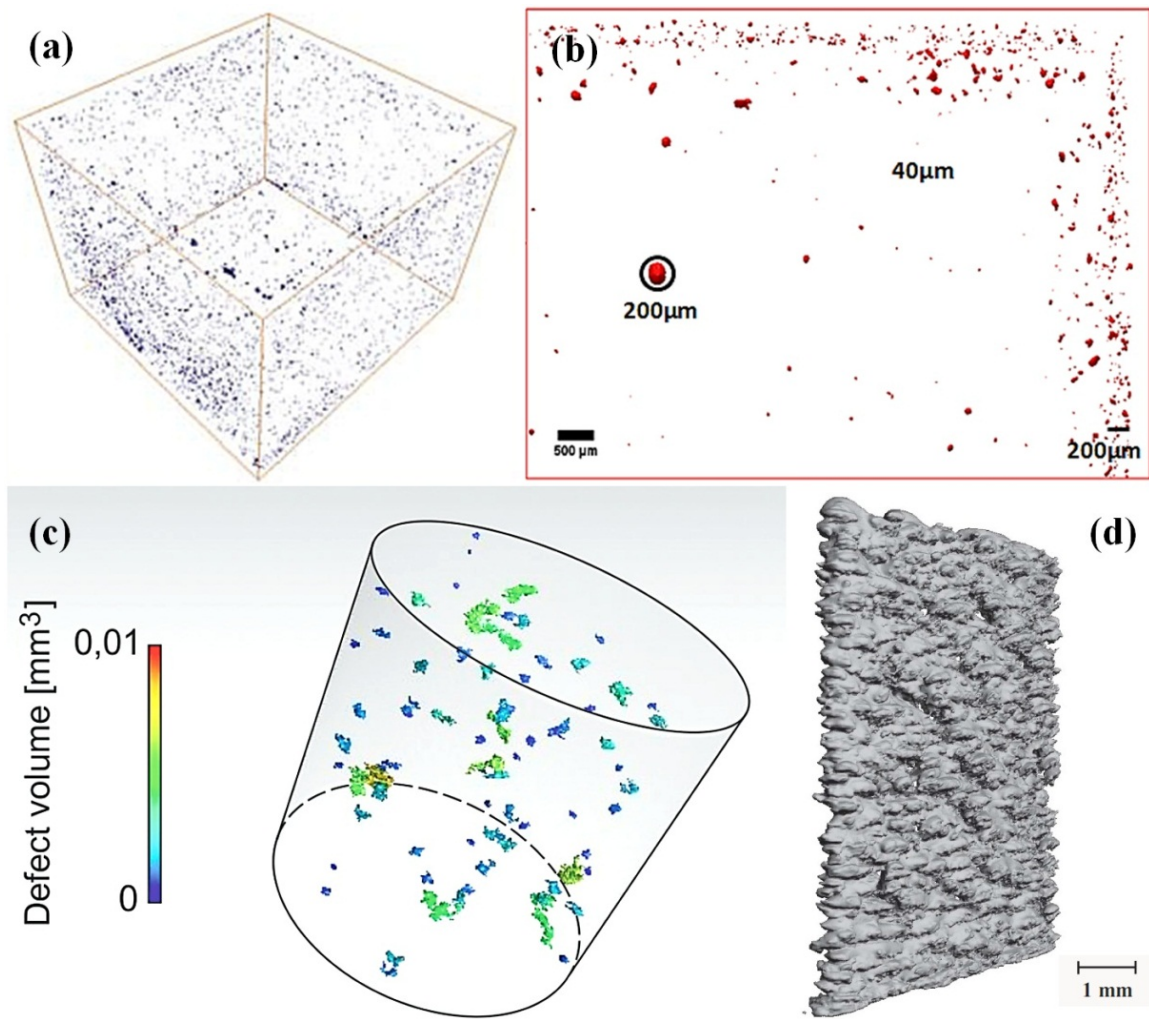 (a)
(b)
40μm
200μm
500 μm
200μm
(c)
Defect volume [mm³]
0,01
0
(d)
1 mm